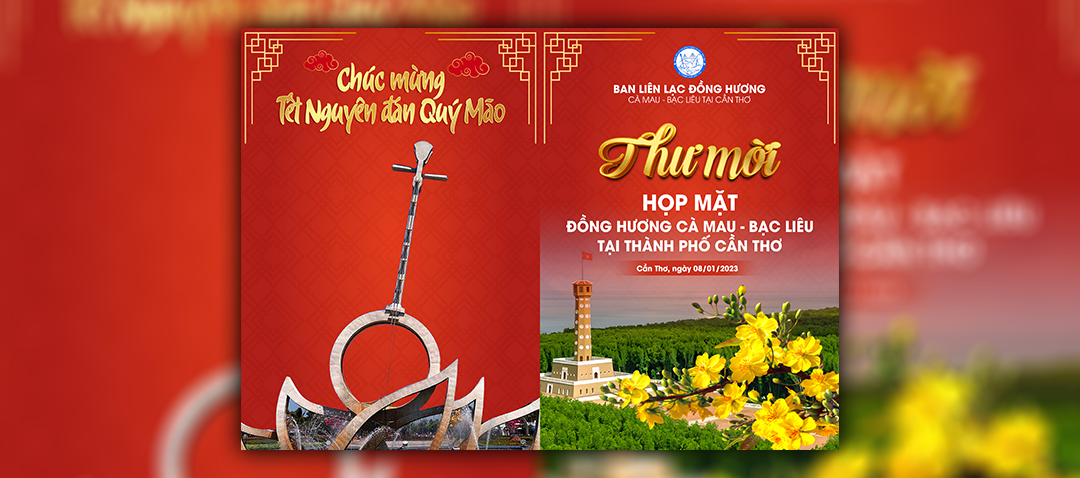 Chúc mừng
Tết Nguyên đán Quý Mão
BAN LIÊN LẠC ĐỒNG HƯƠNG
CÀ MAU - BẠC LIÊU TẠI CẦN THƠ
Thư mời
HỌP MẶT
ĐỒNG HƯƠNG CÀ MAU - BẠC LIÊU
TẠI THÀNH PHỐ CẦN THƠ
Cần Thơ, ngày 08/01/2023